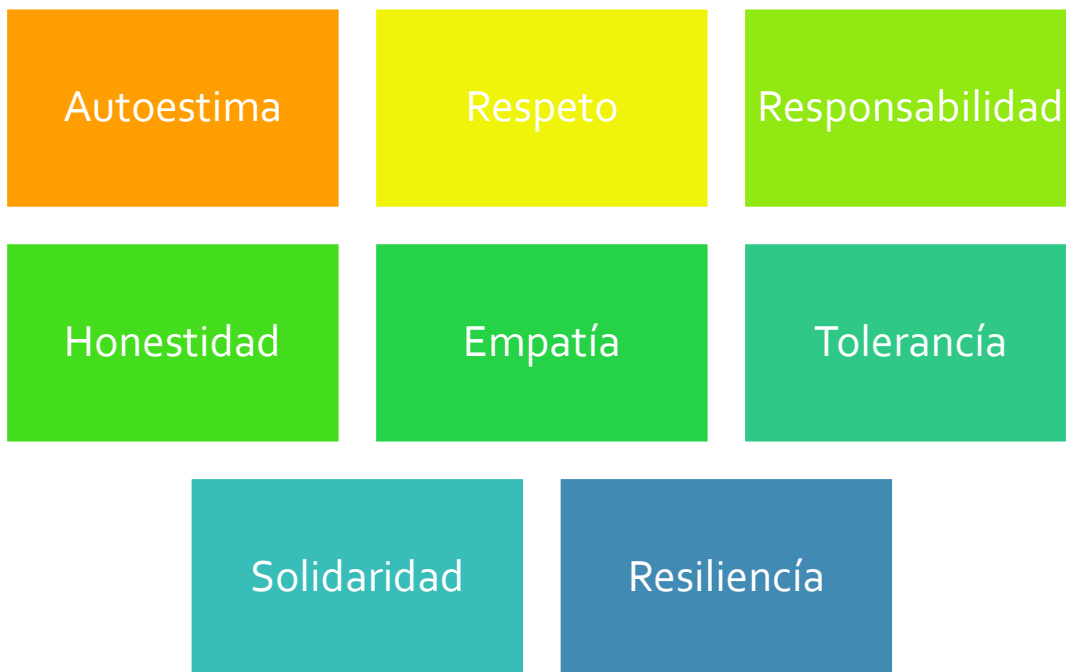 Autoestima
Respeto
Responsabilidad
Honestidad
Empatía
Tolerancía
Solidaridad
Resiliencía